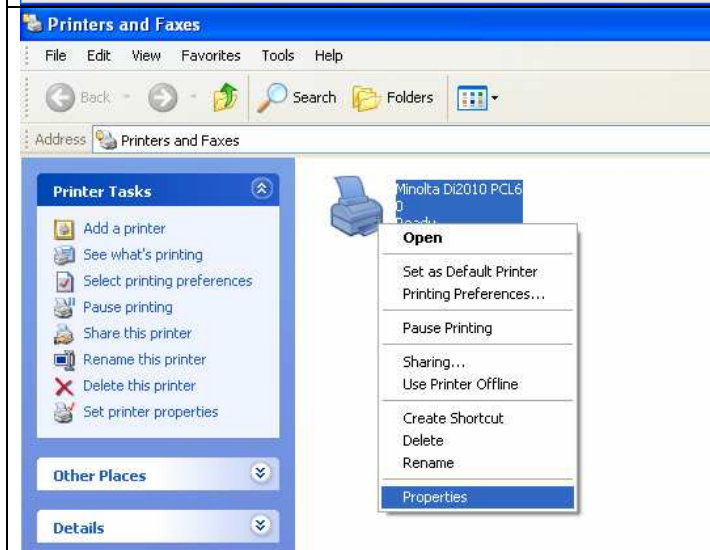 Printers and Faxes
File Edit View Favorites Tools Help
Back Search Folders
Address Printers and Faxes
Printer Tasks
Add a printer
See what's printing
Select printing preferences
Pause printing
Share this printer
Rename this printer
Delete this printer
Set printer properties
Other Places
Details
Minolta Di2010 PCL6
0
Ready
Open
Set as Default Printer
Printing Preferences...
Pause Printing
Sharing...
Use Printer Offline
Create Shortcut
Delete
Rename
Properties